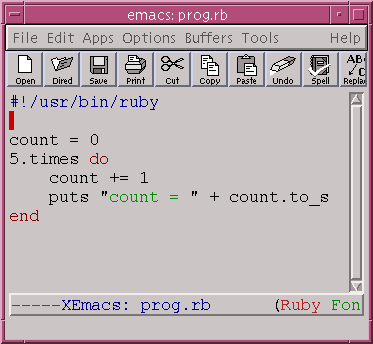 emacs: prog.rb
File Edit Apps Options Buffers Tools Help
Open Dired Save Print Cut Copy Paste Undo Spell Replac
#!/usr/bin/ruby
count = 0
5.times do
    count += 1
    puts "count = " + count.to_s
end
-----XEmacs: prog.rb (Ruby Fon